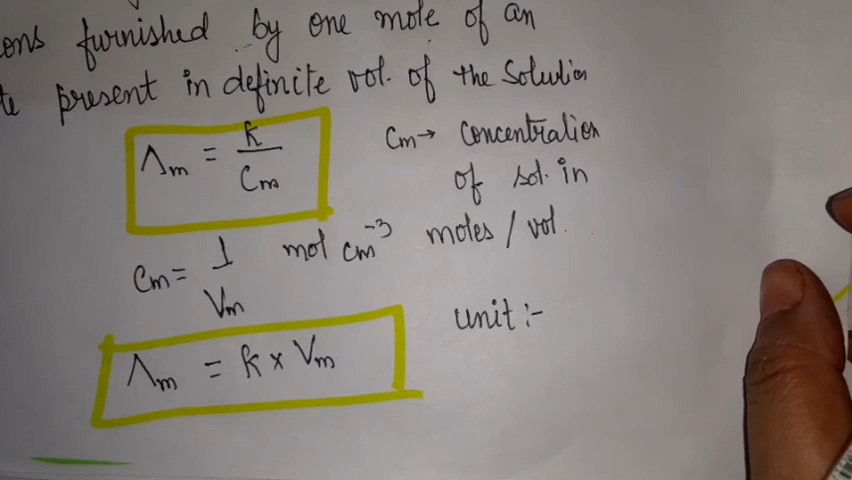 ons furnished by one mole of an
te present in definite vol. of the Solution
Λm = k / Cm
Cm → concentration
of sol. in
moles / vol.
Cm = 1 / Vm mol cm⁻³
unit :-
Λm = k × Vm